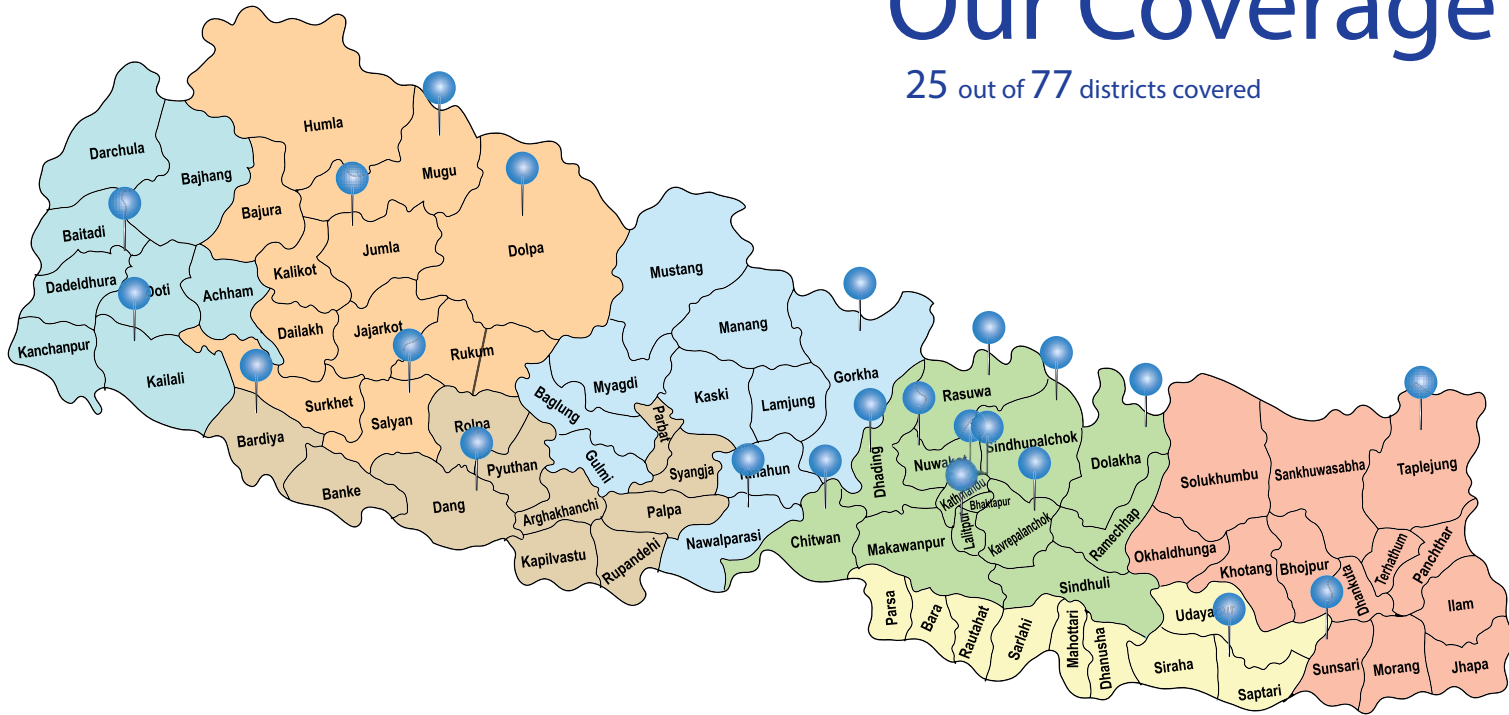 Our Coverage
25 out of 77 districts covered
Humla
Darchula
Bajhang
Mugu
Bajura
Baitadi
Jumla
Dolpa
Kalikot
Mustang
Dadeldhura
Doti
Achham
Dailakh
Jajarkot
Manang
Kanchanpur
Rukum
Kailali
Myagdi
Gorkha
Kaski
Lamjung
Rasuwa
Baglung
Parbat
Surkhet
Salyan
Rolpa
Bardiya
Pyuthan
Gulmi
Syangja
Tanahun
Dhading
Nuwakot
Sindhupalchok
Dolakha
Solukhumbu
Sankhuwasabha
Taplejung
Banke
Dang
Arghakhanchi
Palpa
Kathmandu
Bhaktapur
Lalitpur
Kavrepalanchok
Ramechhap
Nawalparasi
Chitwan
Makawanpur
Kapilvastu
Rupandehi
Okhaldhunga
Khotang
Bhojpur
Dhankuta
Terhathum
Panchthar
Sindhuli
Ilam
Parsa
Bara
Rautahat
Sarlahi
Mahottari
Dhanusha
Udayapur
Siraha
Saptari
Sunsari
Morang
Jhapa